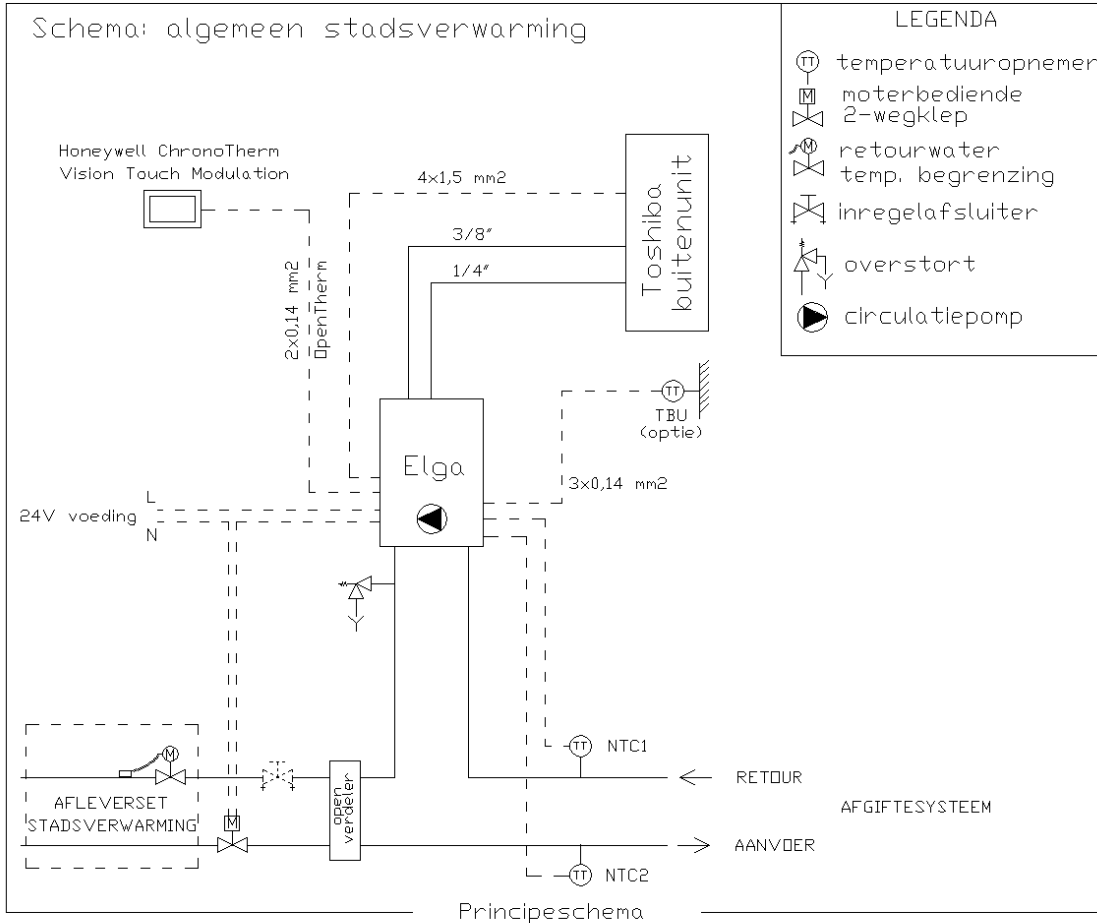 Schema: algemeen stadsverwarming
LEGENDA
TT
temperatuuropnemer
M
moterbediende
2-wegklep
M
retourwater
temp. begrenzing
inregelafsluiter
overstort
circulatiepomp
Honeywell ChronoTherm
Vision Touch Modulation
4x1,5 mm2
3/8"
1/4"
Toshiba
buitenunit
2x0,14 mm2
OpenTherm
TT
TBU
(optie)
Elga
3x0,14 mm2
L
24V voeding
N
TT
NTC1
M
RETOUR
AFLEVERSET
STADSVERWARMING
M
open
verdeler
AFGIFTESYSTEEM
AANVOER
TT
NTC2
Principeschema